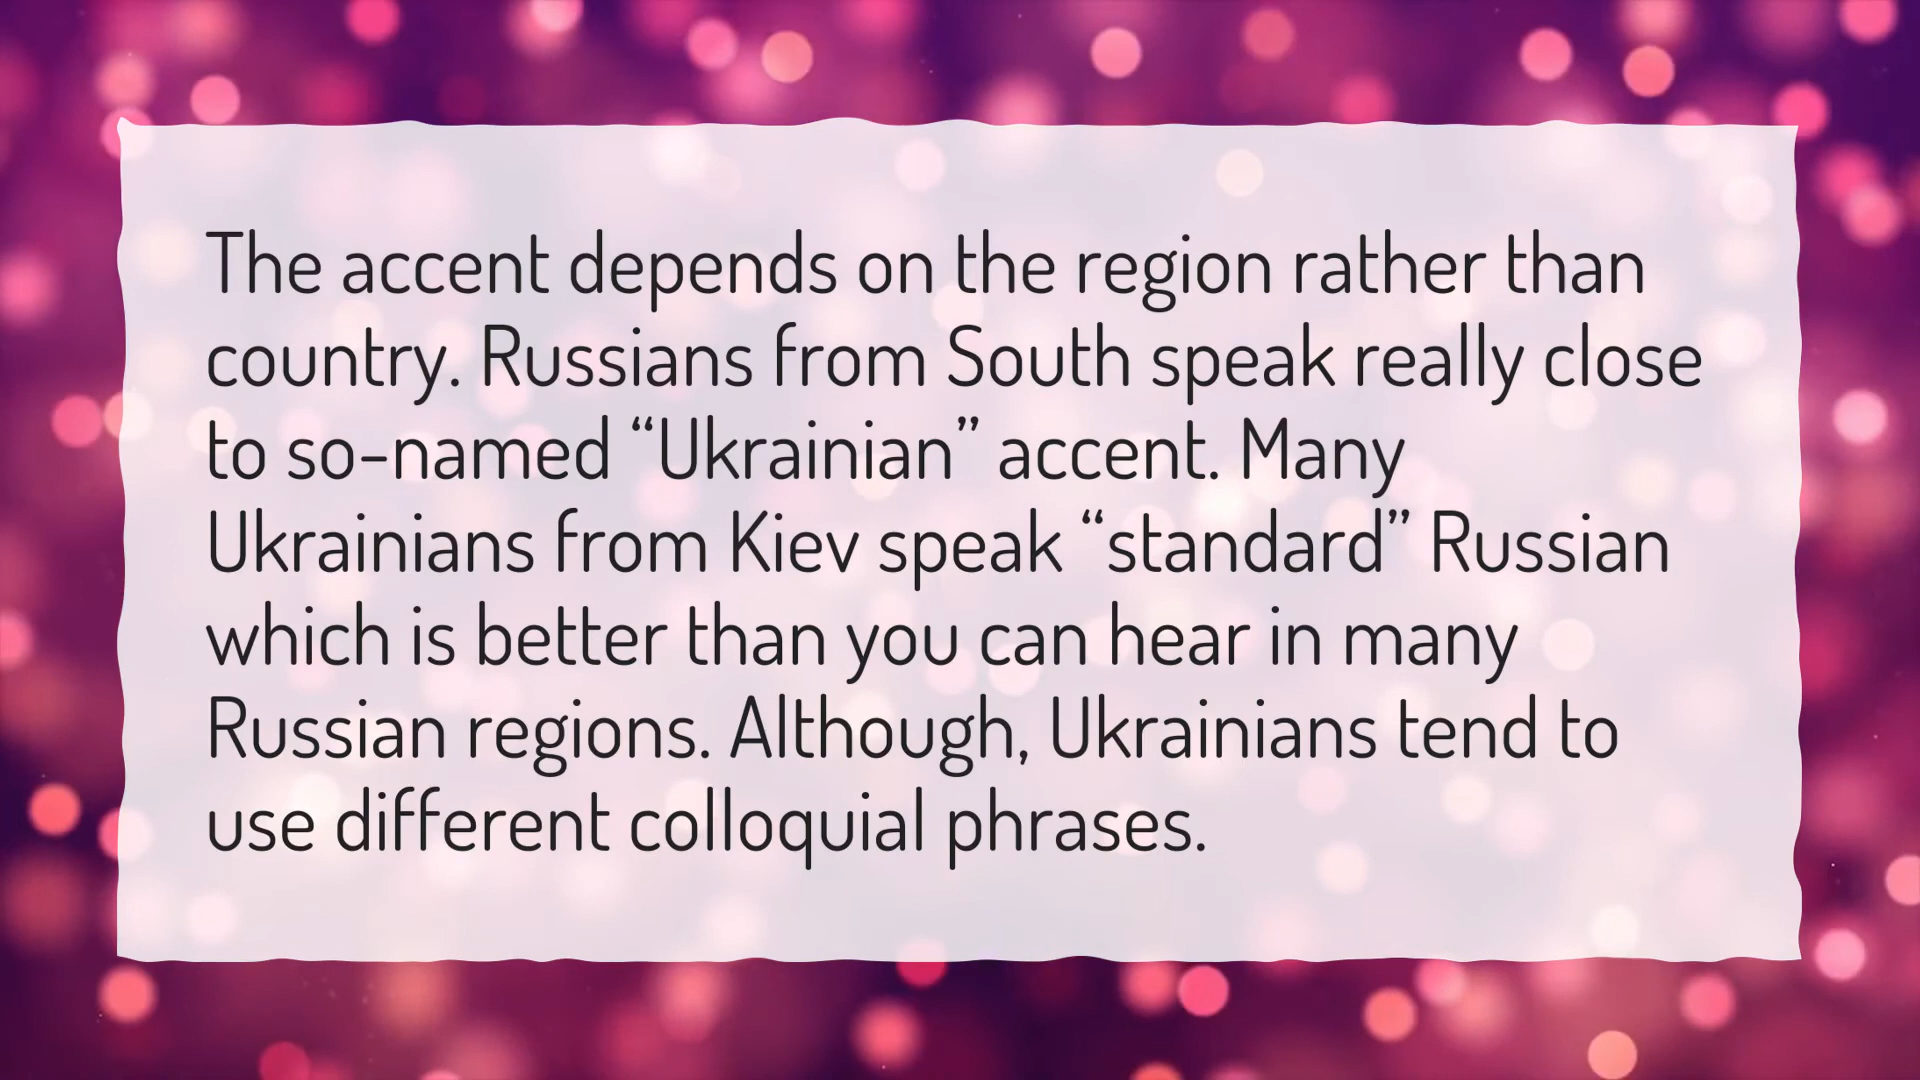 The accent depends on the region rather than
country. Russians from South speak really close
to so-named “Ukrainian” accent. Many
Ukrainians from Kiev speak “standard” Russian
which is better than you can hear in many
Russian regions. Although, Ukrainians tend to
use different colloquial phrases.